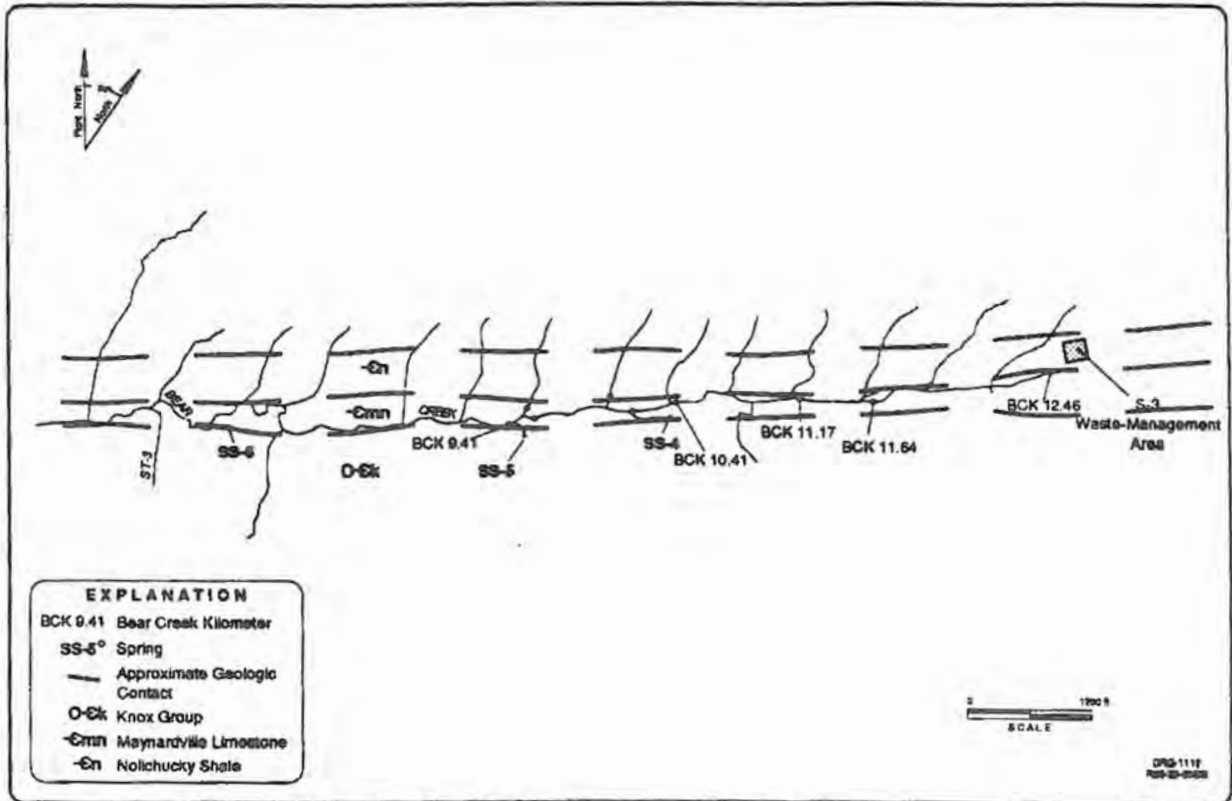 Plant North
North
BEAR
CREEK
-Єn
-Єmn
O-Єk
ST-3
SS-6
BCK 9.41
SS-5
SS-4
BCK 10.41
BCK 11.17
BCK 11.64
BCK 12.46
S-3
Waste-Management
Area
EXPLANATION
BCK 9.41 Bear Creek Kilometer
SS-5° Spring
Approximate Geologic
Contact
O-Єk Knox Group
-Єmn Maynardville Limestone
-Єn Nolichucky Shale
0
SCALE